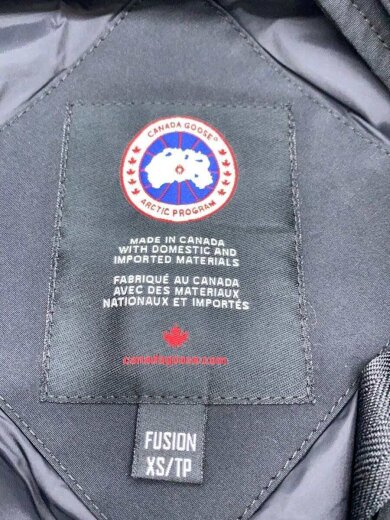 CANADA GOOSE®
ARCTIC PROGRAM
MADE IN CANADA
WITH DOMESTIC AND
IMPORTED MATERIALS
FABRIQUÉ AU CANADA
AVEC DES MATERIAUX
NATIONAUX ET IMPORTÉS
canadagoose.com
FUSION
XS/TP